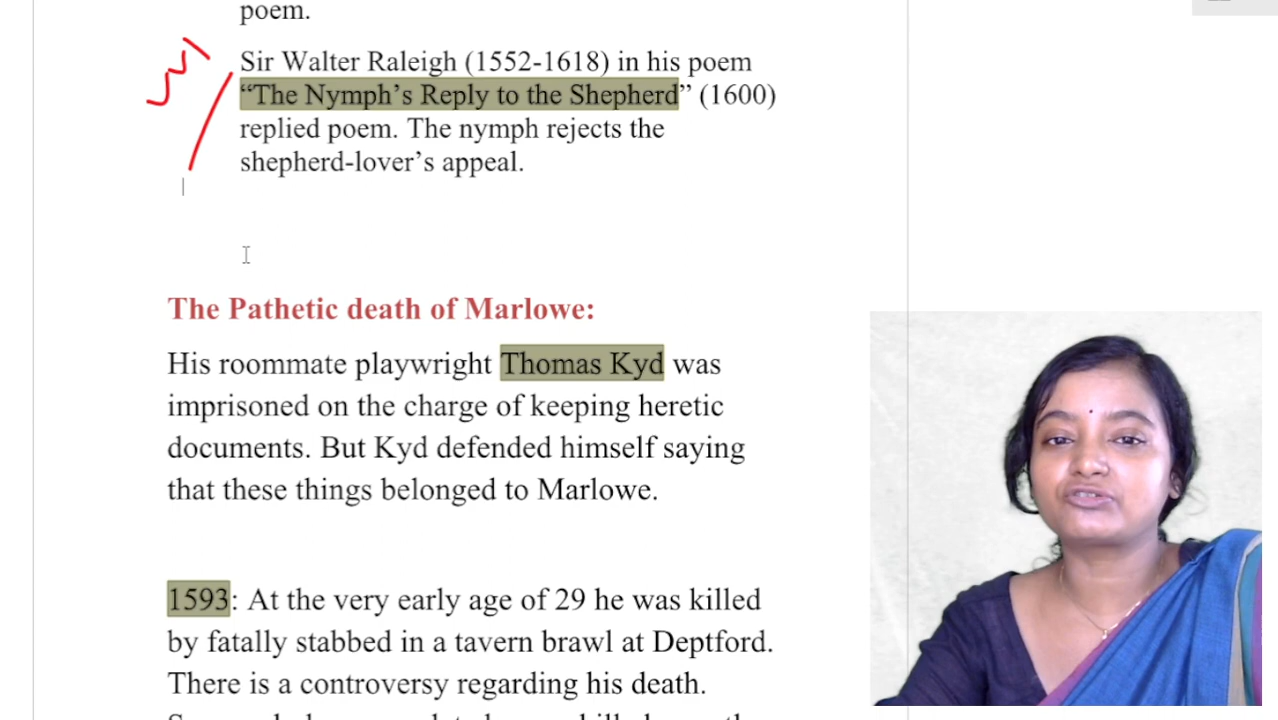 poem.
Sir Walter Raleigh (1552-1618) in his poem
“The Nymph’s Reply to the Shepherd” (1600)
replied poem. The nymph rejects the
shepherd-lover’s appeal.
The Pathetic death of Marlowe:
His roommate playwright Thomas Kyd was
imprisoned on the charge of keeping heretic
documents. But Kyd defended himself saying
that these things belonged to Marlowe.
1593: At the very early age of 29 he was killed
by fatally stabbed in a tavern brawl at Deptford.
There is a controversy regarding his death.